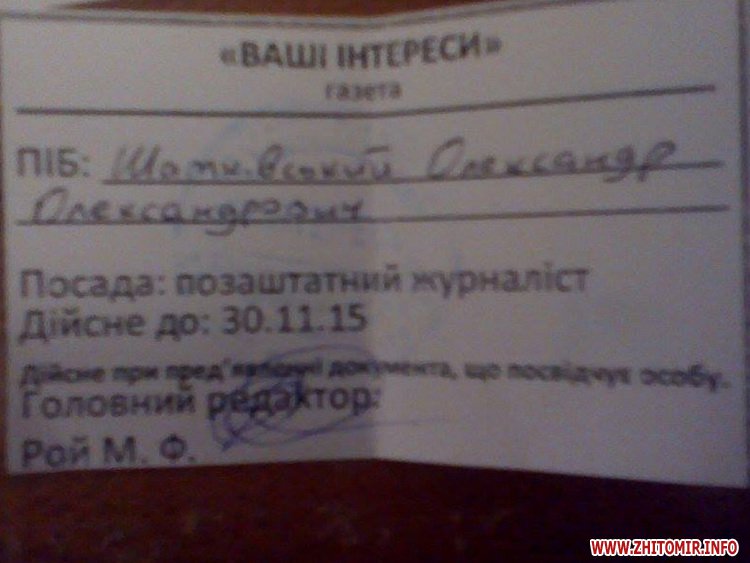 «ВАШІ ІНТЕРЕСИ»
газета
ПІБ: Олександр
Олександрович
Посада: позаштатний журналіст
Дійсне до: 30.11.15
Дійсне при пред'явленні документа, що посвідчує особу.
Головний редактор:
Рой М. Ф.
WWW.ZHITOMIR.INFO